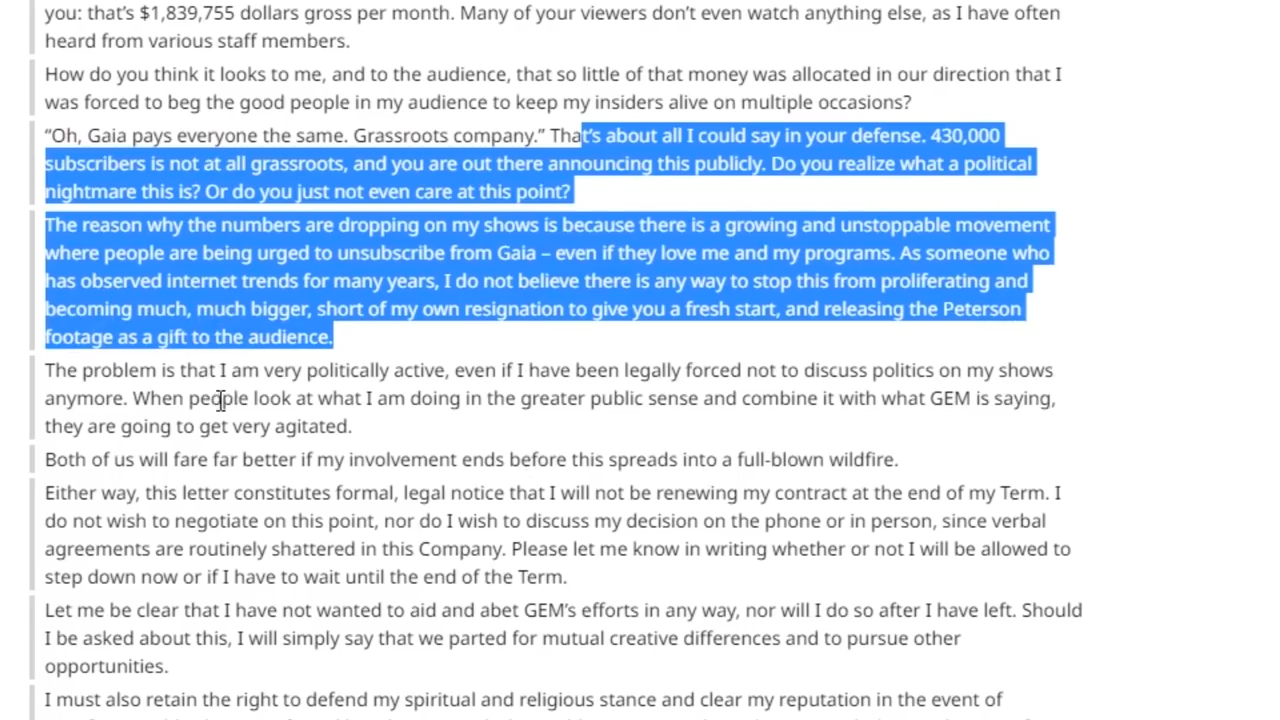 you: that’s $1,839,755 dollars gross per month. Many of your viewers don’t even watch anything else, as I have often
heard from various staff members.
How do you think it looks to me, and to the audience, that so little of that money was allocated in our direction that I
was forced to beg the good people in my audience to keep my insiders alive on multiple occasions?
“Oh, Gaia pays everyone the same. Grassroots company.” That’s about all I could say in your defense. 430,000
subscribers is not at all grassroots, and you are out there announcing this publicly. Do you realize what a political
nightmare this is? Or do you just not even care at this point?
The reason why the numbers are dropping on my shows is because there is a growing and unstoppable movement
where people are being urged to unsubscribe from Gaia – even if they love me and my programs. As someone who
has observed internet trends for many years, I do not believe there is any way to stop this from proliferating and
becoming much, much bigger, short of my own resignation to give you a fresh start, and releasing the Peterson
footage as a gift to the audience.
The problem is that I am very politically active, even if I have been legally forced not to discuss politics on my shows
anymore. When people look at what I am doing in the greater public sense and combine it with what GEM is saying,
they are going to get very agitated.
Both of us will fare far better if my involvement ends before this spreads into a full-blown wildfire.
Either way, this letter constitutes formal, legal notice that I will not be renewing my contract at the end of my Term. I
do not wish to negotiate on this point, nor do I wish to discuss my decision on the phone or in person, since verbal
agreements are routinely shattered in this Company. Please let me know in writing whether or not I will be allowed to
step down now or if I have to wait until the end of the Term.
Let me be clear that I have not wanted to aid and abet GEM’s efforts in any way, nor will I do so after I have left. Should
I be asked about this, I will simply say that we parted for mutual creative differences and to pursue other
opportunities.
I must also retain the right to defend my spiritual and religious stance and clear my reputation in the event of